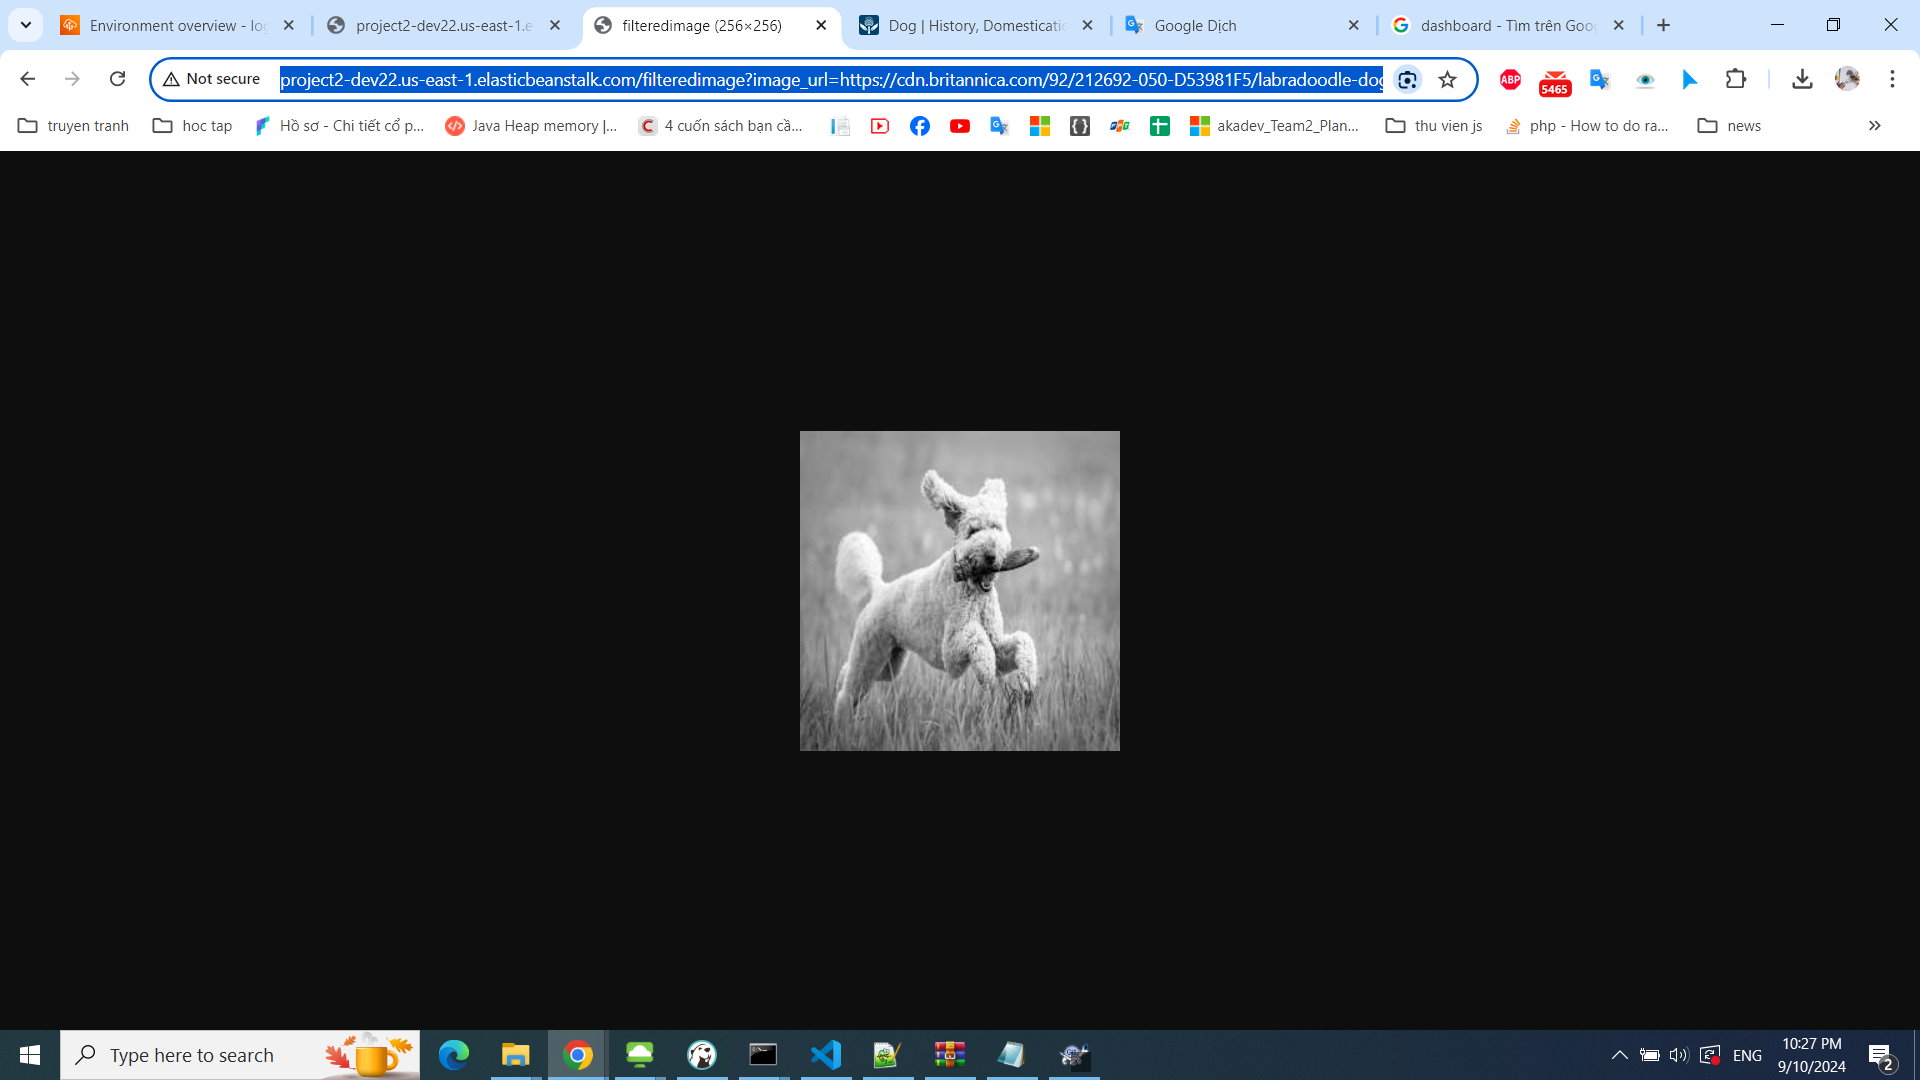 Environment overview - log
project2-dev22.us-east-1.e
filteredimage (256×256)
Dog | History, Domesticatio
Google Dịch
dashboard - Tìm trên Goog
Not secure
project2-dev22.us-east-1.elasticbeanstalk.com/filteredimage?image_url=https://cdn.britannica.com/92/212692-050-D53981F5/labradoodle-dog
ABP
5465
truyen tranh
hoc tap
Hồ sơ - Chi tiết cổ p...
Java Heap memory |...
4 cuốn sách bạn cầ...
akadev_Team2_Plan...
thu vien js
php - How to do ra...
news
Type here to search
ENG
10:27 PM
9/10/2024
2